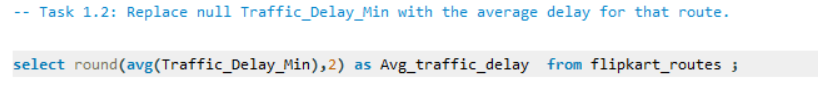 -- Task 1.2: Replace null Traffic_Delay_Min with the average delay for that route.
select round(avg(Traffic_Delay_Min),2) as Avg_traffic_delay  from flipkart_routes ;